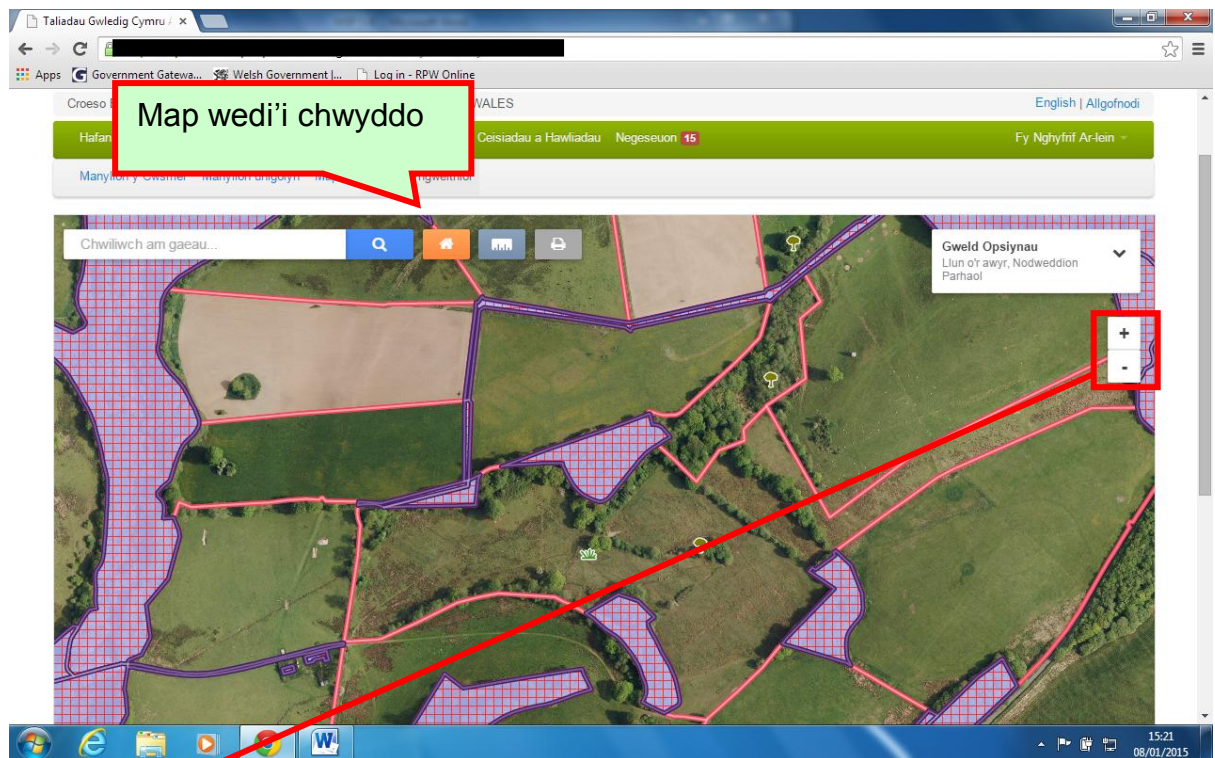 Taliadau Gwledig Cymru
Apps Government Gatewa... Welsh Government |... Log in - RPW Online
Map wedi'i chwyddo
Croeso WALES English | Allgofnodi
Hafan Ceisiadau a Hawliadau Negeseuon 15 Fy Nghyfrif Ar-lein
Manylion y Cwsmer Manylion unigolyn
Chwiliwch am gaeau...
Gweld Opsiynau
Llun o'r awyr, Nodweddion
Parhaol
+
-
15:21
08/01/2015